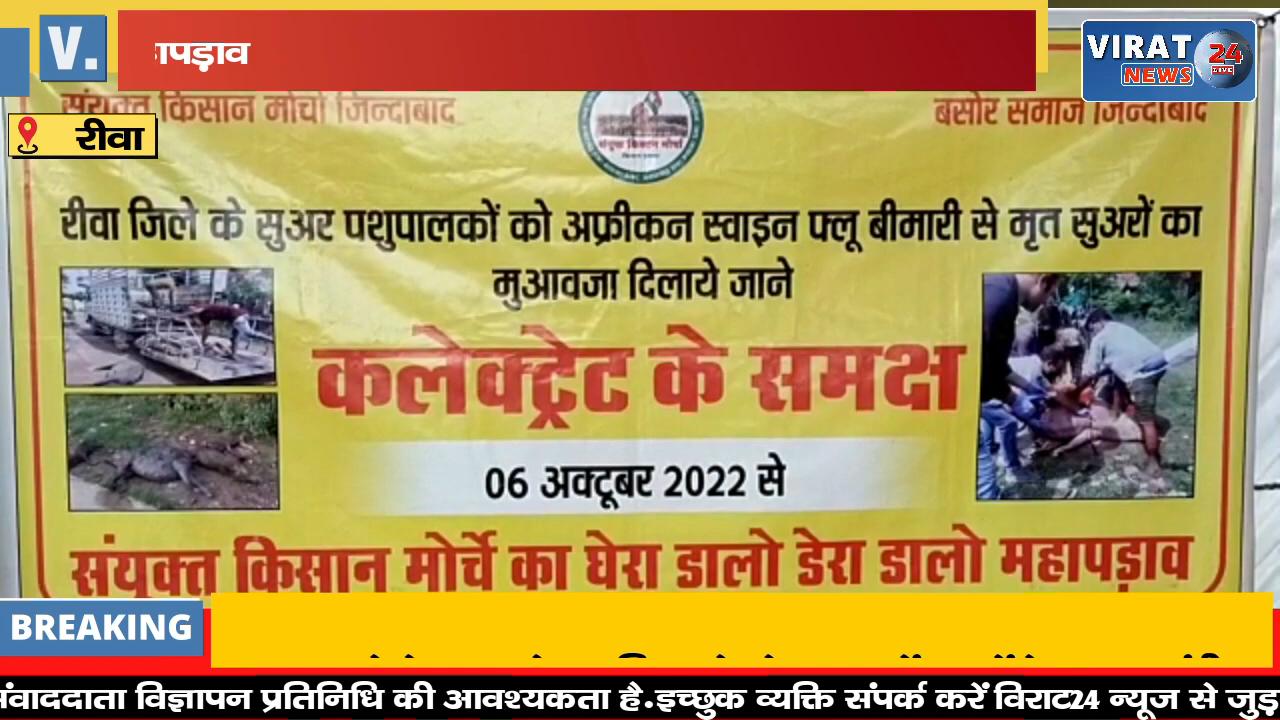 V.
पड़ाव
VIRAT 24
NEWS LIVE
संयुक्त किसान मोर्चा जिन्दाबाद
बसोर समाज जिन्दाबाद
रीवा
संयुक्त किसान मोर्चा
रीवा जिले के सुअर पशुपालकों को अफ्रीकन स्वाइन फ्लू बीमारी से मृत सुअरों का
मुआवजा दिलाये जाने
कलेक्ट्रेट के समक्ष
06 अक्टूबर 2022 से
संयुक्त किसान मोर्चे का घेरा डालो डेरा डालो महापड़ाव
BREAKING
विज्ञापन प्रतिनिधि की आवश्यकता है.इच्छुक व्यक्ति संपर्क करें विराट24 न्यूज से